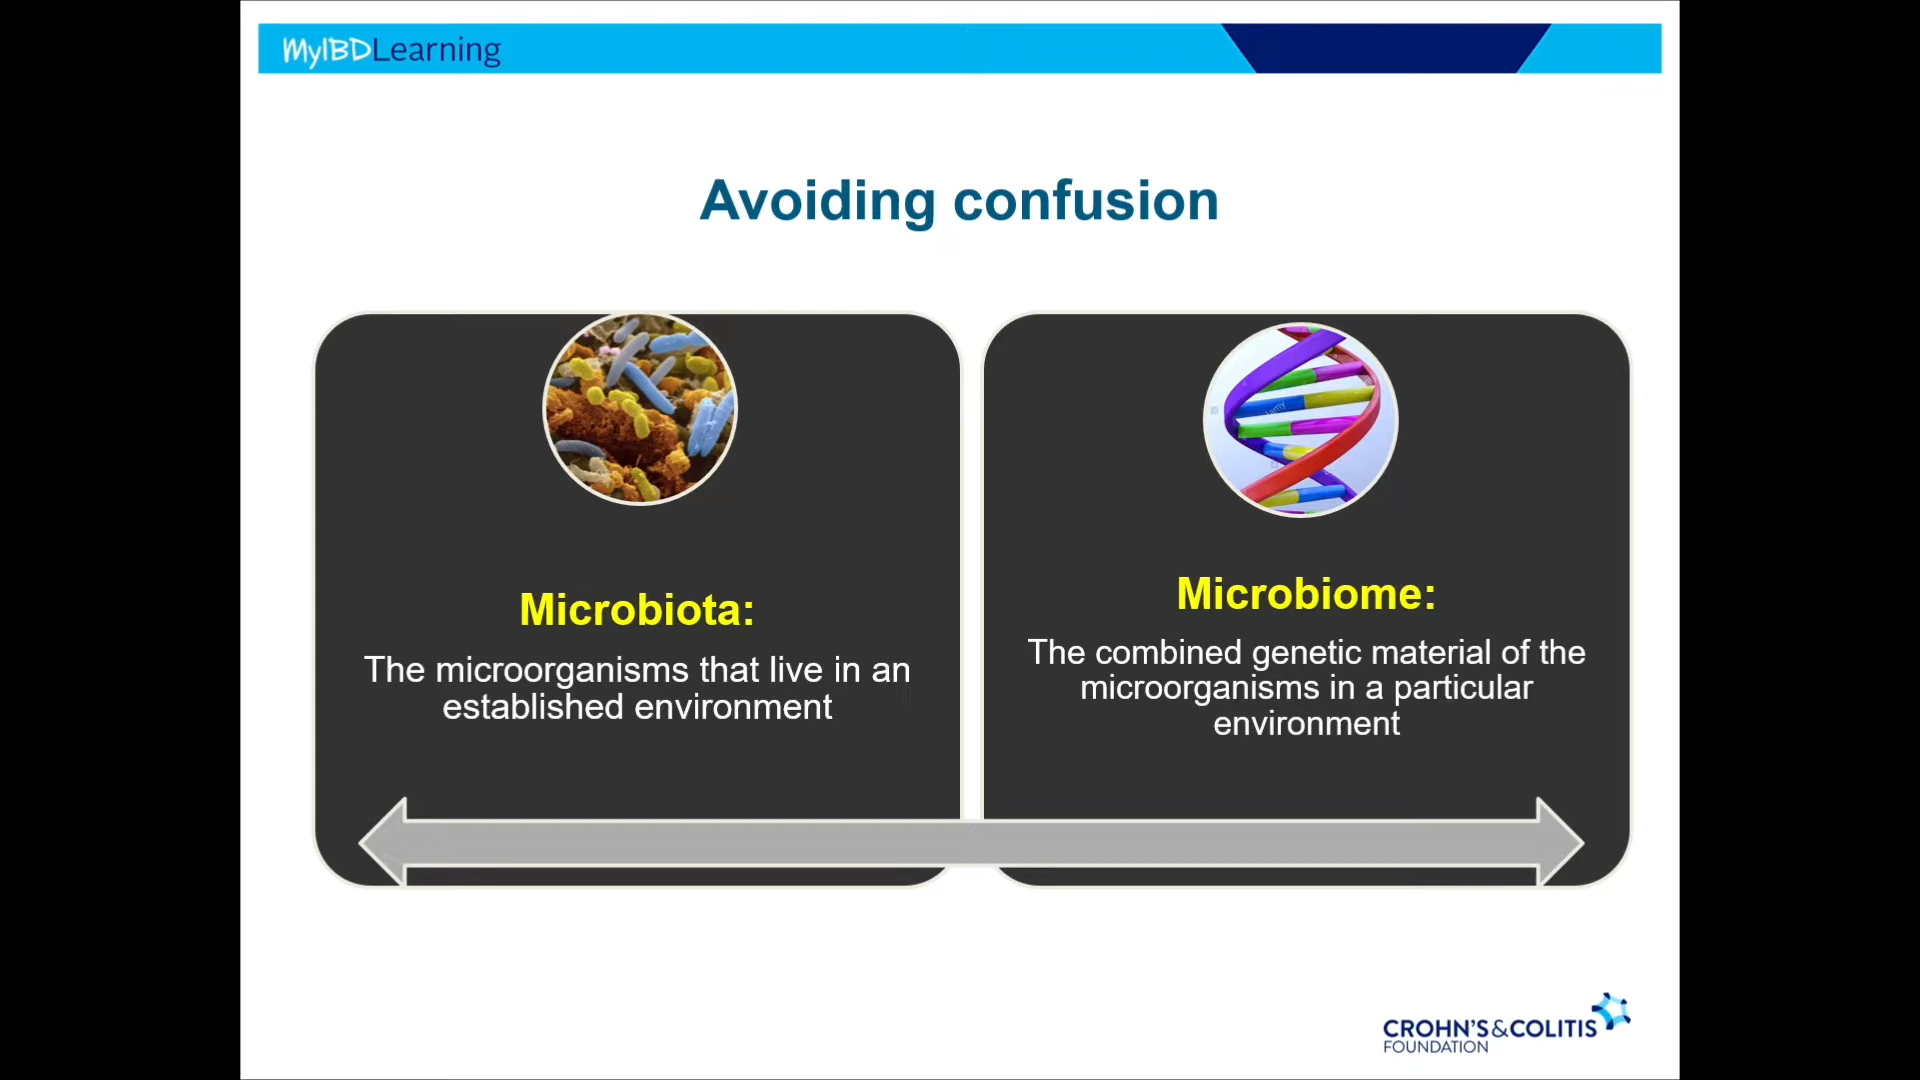 MyIBDLearning
Avoiding confusion
Microbiota:
The microorganisms that live in an
established environment
Microbiome:
The combined genetic material of the
microorganisms in a particular
environment
CROHN'S&COLITIS
FOUNDATION